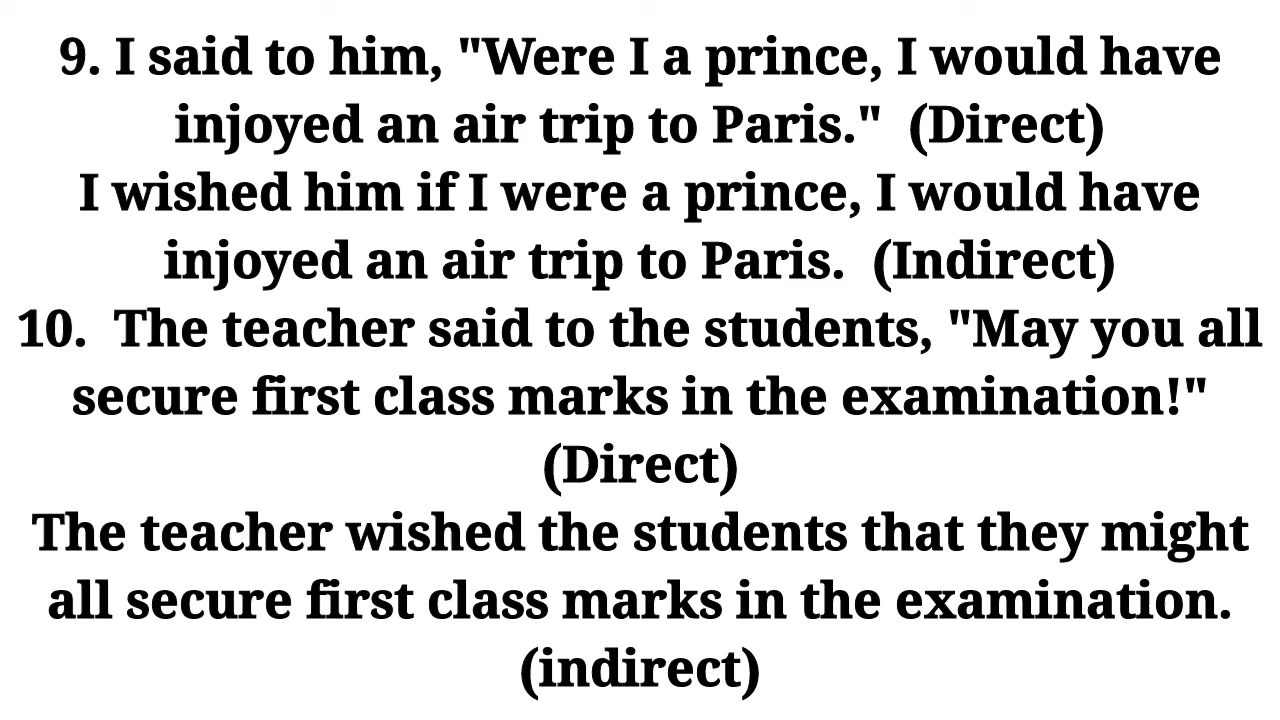 9. I said to him, "Were I a prince, I would have
injoyed an air trip to Paris."  (Direct)
I wished him if I were a prince, I would have
injoyed an air trip to Paris.  (Indirect)
10.  The teacher said to the students, "May you all
secure first class marks in the examination!"
(Direct)
The teacher wished the students that they might
all secure first class marks in the examination.
(indirect)